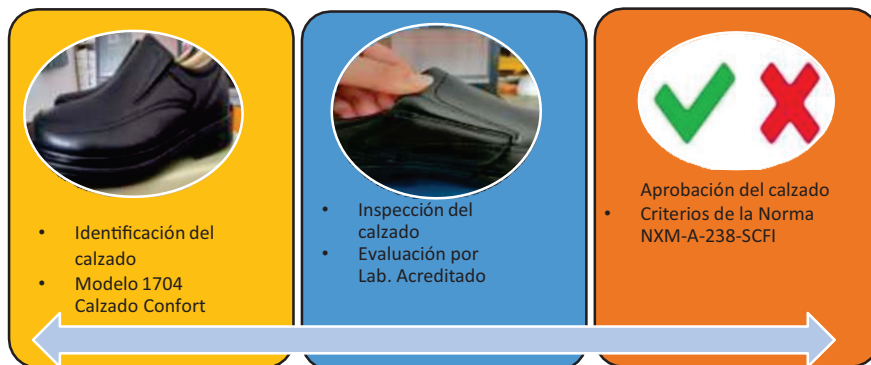 • Identificación del
calzado
• Modelo 1704
Calzado Confort
• Inspección del
calzado
• Evaluación por
Lab. Acreditado
Aprobación del calzado
• Criterios de la Norma
NXM-A-238-SCFI